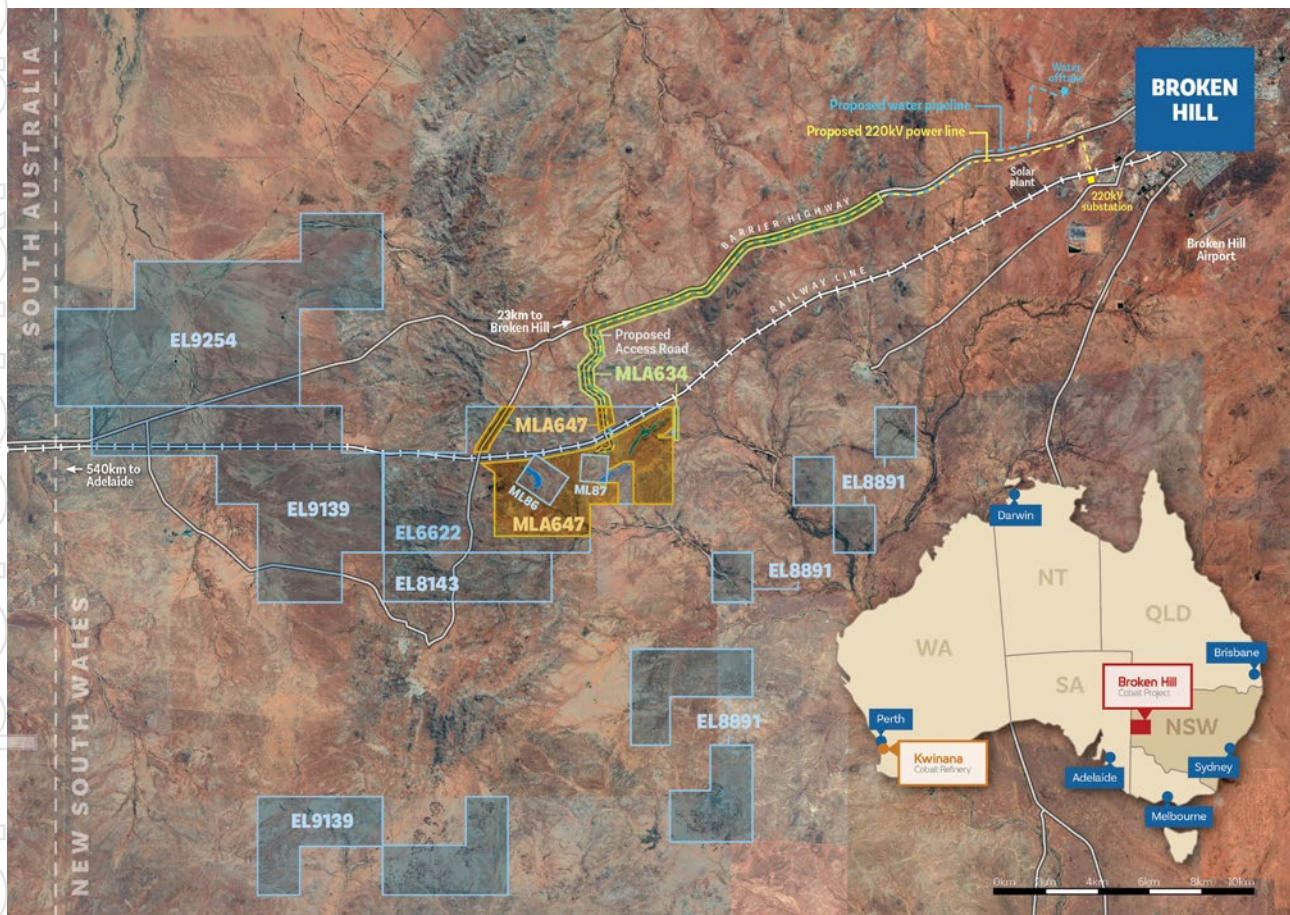 SOUTH AUSTRALIA
NEW SOUTH WALES
BROKEN
HILL
Water
offtake
Proposed water pipeline
Proposed 220kV power line
Solar
plant
220kV
substation
Broken Hill
Airport
BARRIER HIGHWAY
RAILWAY LINE
23km to
Broken Hill
Proposed
Access Road
MLA634
EL9254
MLA647
540km to
Adelaide
ML86
ML87
MLA647
EL9139
EL6622
EL8143
EL8891
EL8891
EL8891
EL9139
Darwin
NT
QLD
WA
SA
NSW
Brisbane
Broken Hill
Cobalt Project
Perth
Kwinana
Cobalt Refinery
Adelaide
Sydney
Melbourne
0km 2km 4km 6km 8km 10km